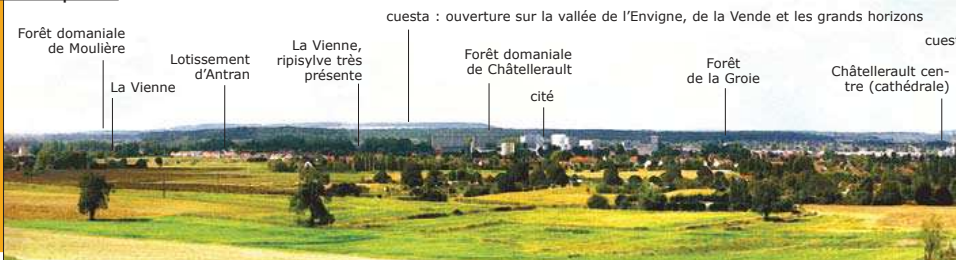 cuesta : ouverture sur la vallée de l'Envigne, de la Vende et les grands horizons
Forêt domaniale
de Moulière
La Vienne
Lotissement
d'Antran
La Vienne,
ripisylve très
présente
Forêt domaniale
de Châtellerault
cité
Forêt
de la Groie
Châtellerault cen-
tre (cathédrale)